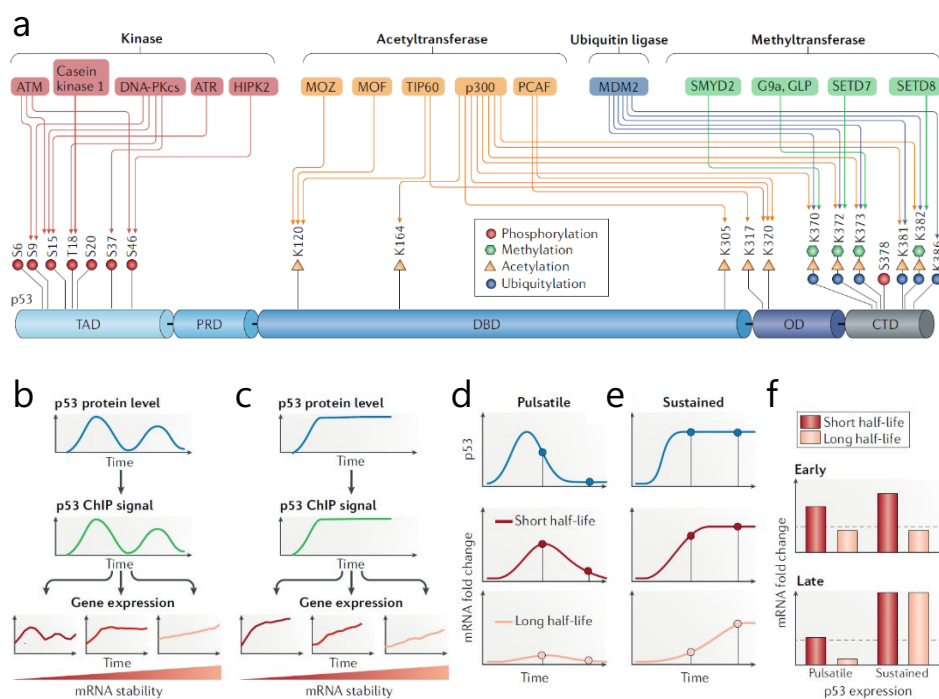 a
Kinase
Acetyltransferase
Ubiquitin ligase
Methyltransferase
ATM
Casein
kinase 1
DNA-PKcs
ATR
HIPK2
MOZ
MOF
TIP60
p300
PCAF
MDM2
SMYD2
G9a, GLP
SETD7
SETD8
S6
S9
S15
T18
S20
S37
S46
K120
K164
K305
K317
K320
K370
K372
K373
S378
K381
K382
K386
Phosphorylation
Methylation
Acetylation
Ubiquitylation
p53
TAD
PRD
DBD
OD
CTD
b
p53 protein level
Time
p53 ChIP signal
Time
Gene expression
Time
mRNA stability
c
p53 protein level
Time
p53 ChIP signal
Time
Gene expression
Time
mRNA stability
d
Pulsatile
p53
Short half-life
mRNA fold change
Long half-life
Time
e
Sustained
Time
f
Short half-life
Long half-life
Early
mRNA fold change
Late
Pulsatile
Sustained
p53 expression